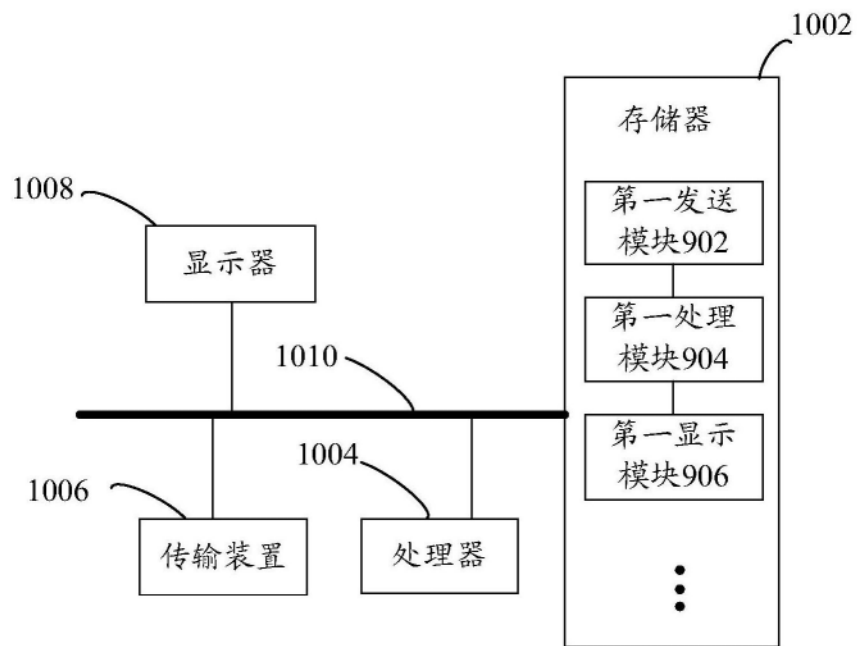 1002
存储器
第一发送
模块902
1008
显示器
第一处理
模块904
1010
第一显示
模块906
1004
1006
传输装置
处理器